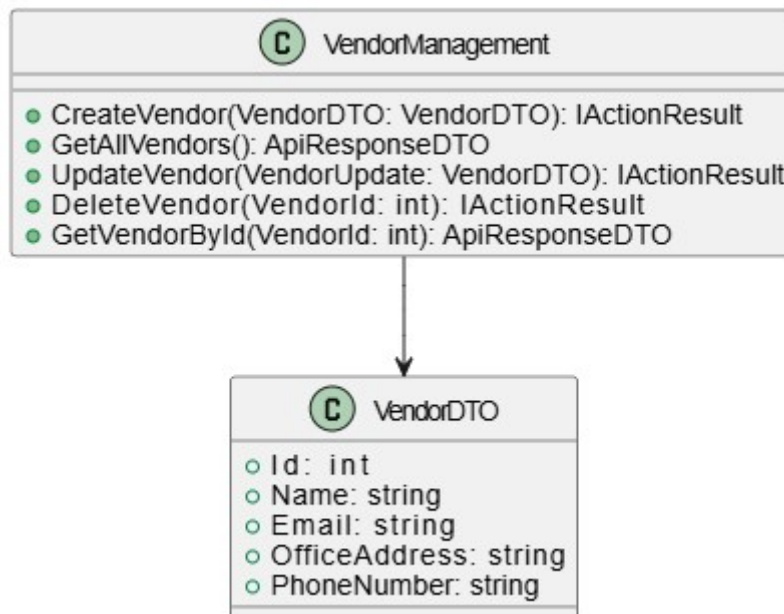 C VendorManagement
CreateVendor(VendorDTO: VendorDTO): IActionResult
GetAllVendors(): ApiResponseDTO
UpdateVendor(VendorUpdate: VendorDTO): IActionResult
DeleteVendor(VendorId: int): IActionResult
GetVendorById(VendorId: int): ApiResponseDTO
C VendorDTO
Id: int
Name: string
Email: string
OfficeAddress: string
PhoneNumber: string